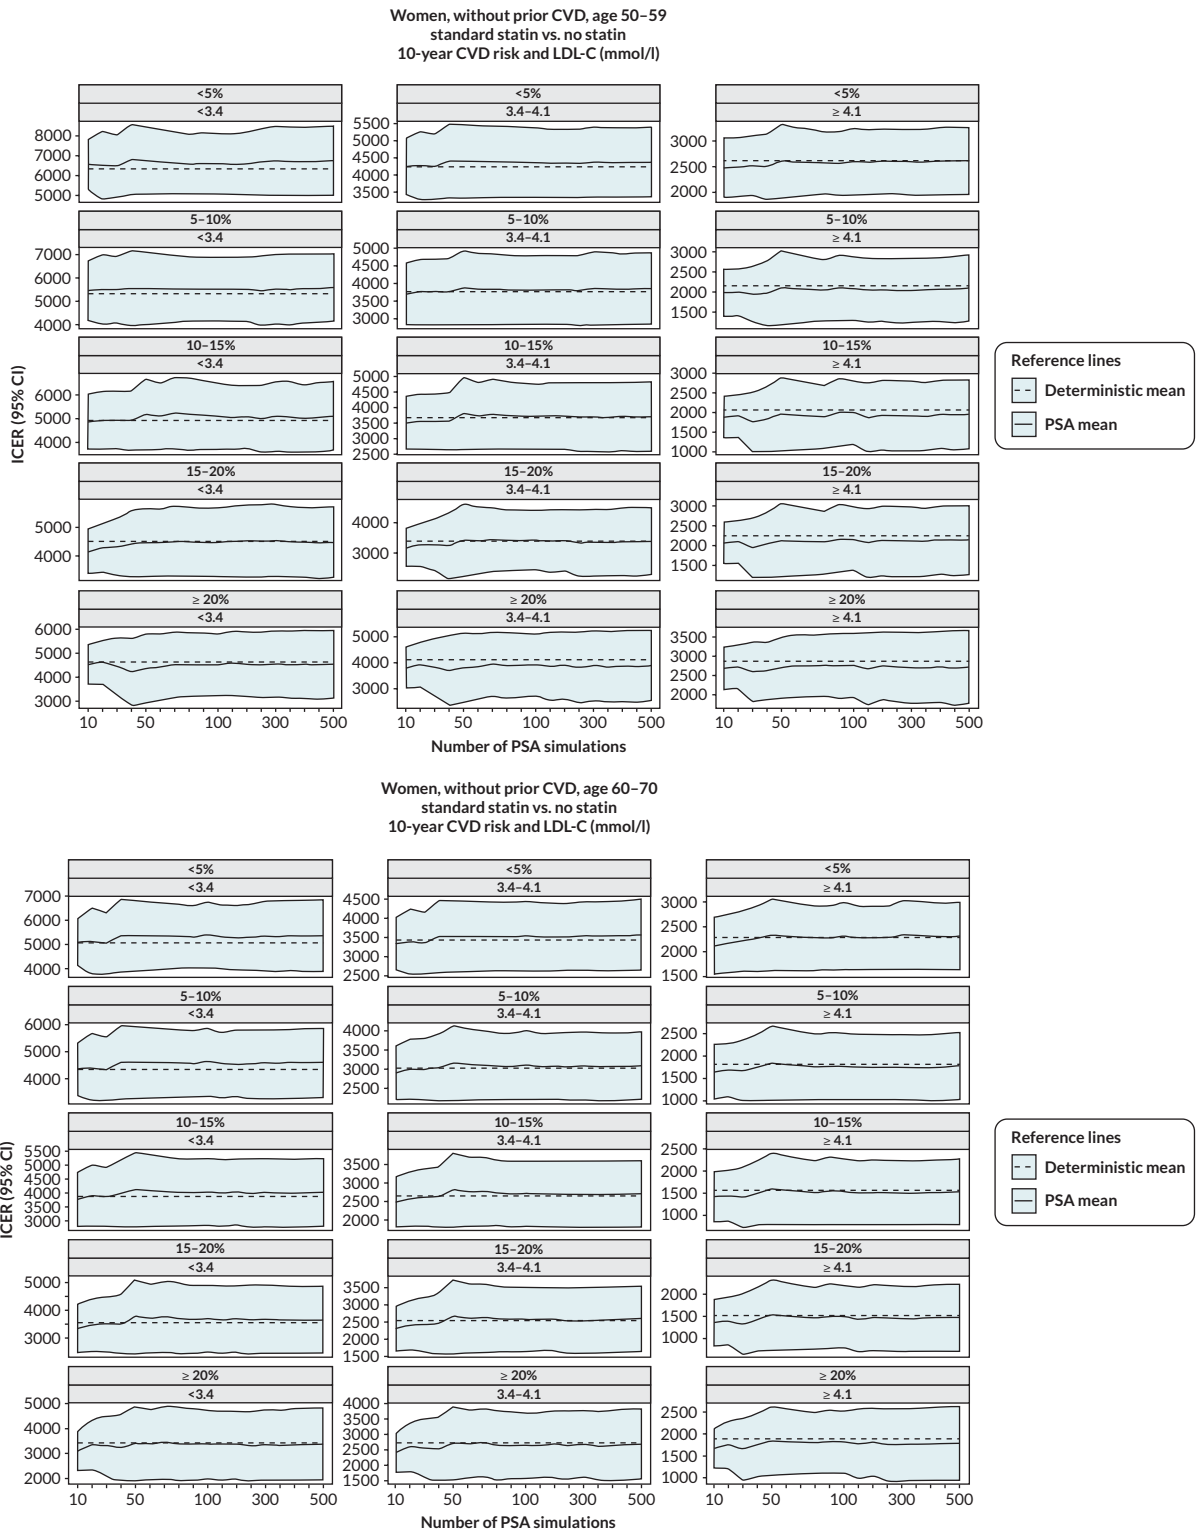 Women, without prior CVD, age 50–59
standard statin vs. no statin
10-year CVD risk and LDL-C (mmol/l)
<5% <5% <5%
<3.4 3.4–4.1 ≥ 4.1
8000 5500 3000
7000 5000 2500
6000 4500 2000
5000 4000
3500
5–10% 5–10% 5–10%
<3.4 3.4–4.1 ≥ 4.1
7000 5000 3000
6000 4500 2500
5000 4000 2000
4000 3500 1500
3000
10–15% 10–15% 10–15%
<3.4 3.4–4.1 ≥ 4.1
6000 5000 3000
5000 4500 2500
4000 4000 2000
3500 1500
3000 1000
2500
ICER (95% CI)
Reference lines
Deterministic mean
PSA mean
15–20% 15–20% 15–20%
<3.4 3.4–4.1 ≥ 4.1
5000 4000 3000
4000 3000 2500
2000
1500
≥ 20% ≥ 20% ≥ 20%
<3.4 3.4–4.1 ≥ 4.1
6000 5000 3500
5000 4000 3000
4000 3000 2500
3000 2000
10 50 100 300 500 10 50 100 300 500 10 50 100 300 500
Number of PSA simulations
Women, without prior CVD, age 60–70
standard statin vs. no statin
10-year CVD risk and LDL-C (mmol/l)
<5% <5% <5%
<3.4 3.4–4.1 ≥ 4.1
7000 4500 3000
6000 4000 2500
5000 3500 2000
4000 3000 1500
2500
5–10% 5–10% 5–10%
<3.4 3.4–4.1 ≥ 4.1
6000 4000 2500
5000 3500 2000
4000 3000 1500
2500 1000
10–15% 10–15% 10–15%
<3.4 3.4–4.1 ≥ 4.1
5500 3500 2500
5000 3000 2000
4500 2500 1500
4000 2000 1000
3500
3000
ICER (95% CI)
Reference lines
Deterministic mean
PSA mean
15–20% 15–20% 15–20%
<3.4 3.4–4.1 ≥ 4.1
5000 3500 2000
4000 3000 1500
3000 2500 1000
2000
1500
≥ 20% ≥ 20% ≥ 20%
<3.4 3.4–4.1 ≥ 4.1
5000 4000 2500
4000 3500 2000
3000 3000 1500
2000 2500 1000
2000
1500
10 50 100 300 500 10 50 100 300 500 10 50 100 300 500
Number of PSA simulations